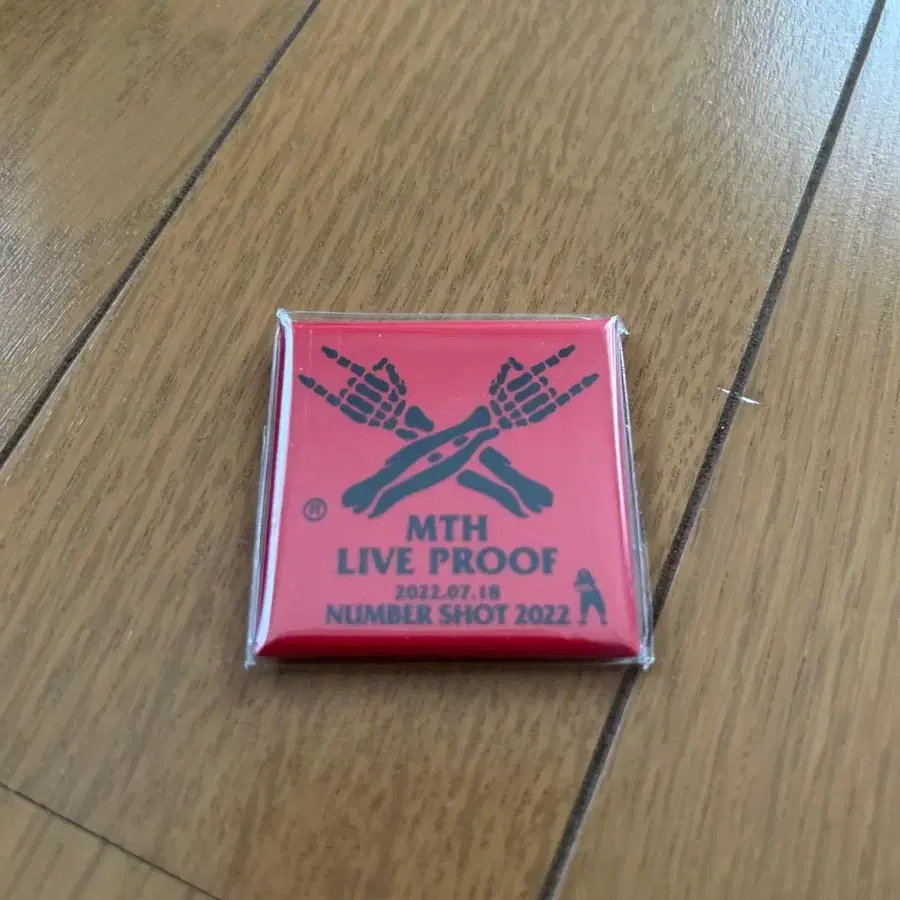 MTH
LIVE PROOF
2022.07.18
NUMBER SHOT 2022